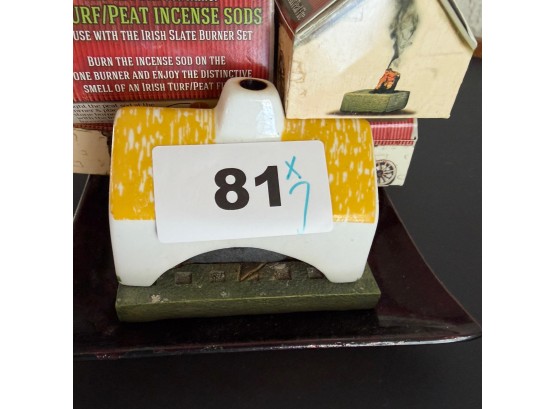 TURF/PEAT INCENSE SODS
USE WITH THE IRISH SLATE BURNER SET
BURN THE INCENSE SOD ON THE
ONE BURNER AND ENJOY THE DISTINCTIVE
SMELL OF AN IRISH TURF/PEAT
81
x
7